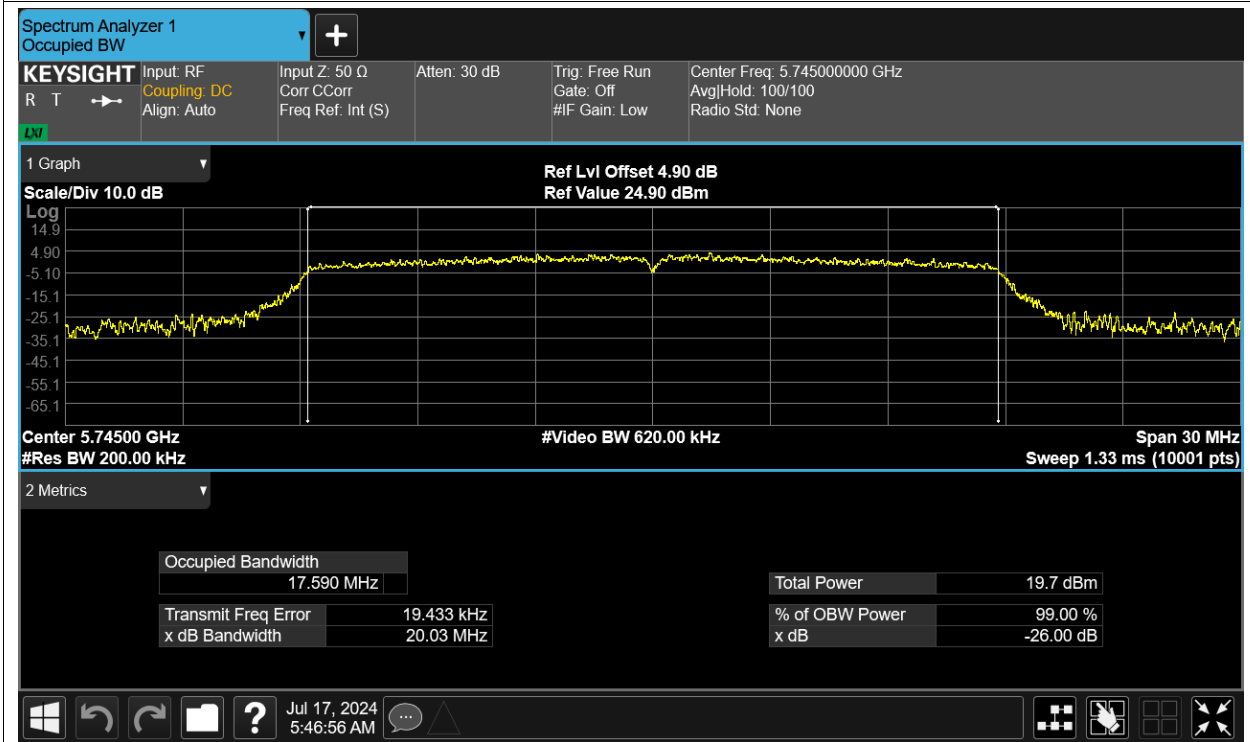 Spectrum Analyzer 1
Occupied BW
KEYSIGHT
R T
LXI
Input: RF
Coupling: DC
Align: Auto
Input Z: 50 Ω
Corr CCorr
Freq Ref: Int (S)
Atten: 30 dB
Trig: Free Run
Gate: Off
#IF Gain: Low
Center Freq: 5.745000000 GHz
Avg|Hold: 100/100
Radio Std: None
1 Graph
Scale/Div 10.0 dB
Ref Lvl Offset 4.90 dB
Ref Value 24.90 dBm
Log
14.9
4.90
-5.10
-15.1
-25.1
-35.1
-45.1
-55.1
-65.1
Center 5.74500 GHz
#Video BW 620.00 kHz
Span 30 MHz
#Res BW 200.00 kHz
Sweep 1.33 ms (10001 pts)
2 Metrics
Occupied Bandwidth
17.590 MHz
Transmit Freq Error 19.433 kHz
x dB Bandwidth 20.03 MHz
Total Power 19.7 dBm
% of OBW Power 99.00 %
x dB -26.00 dB
?
Jul 17, 2024
5:46:56 AM